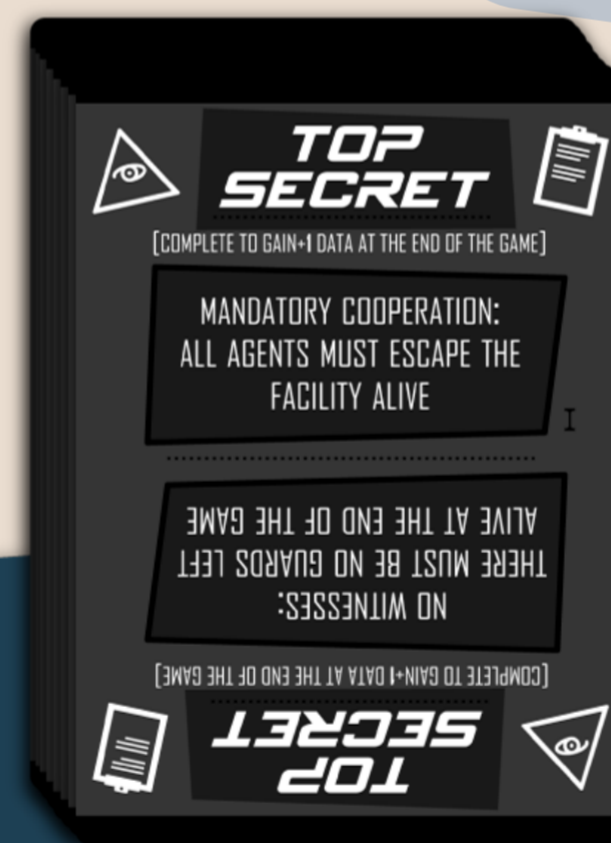 TOP
SECRET
[COMPLETE TO GAIN+1 DATA AT THE END OF THE GAME]
MANDATORY COOPERATION:
ALL AGENTS MUST ESCAPE THE
FACILITY ALIVE
TOP
SECRET
[COMPLETE TO GAIN+1 DATA AT THE END OF THE GAME]
NO WITNESSES:
THERE MUST BE NO GUARDS LEFT
ALIVE AT THE END OF THE GAME